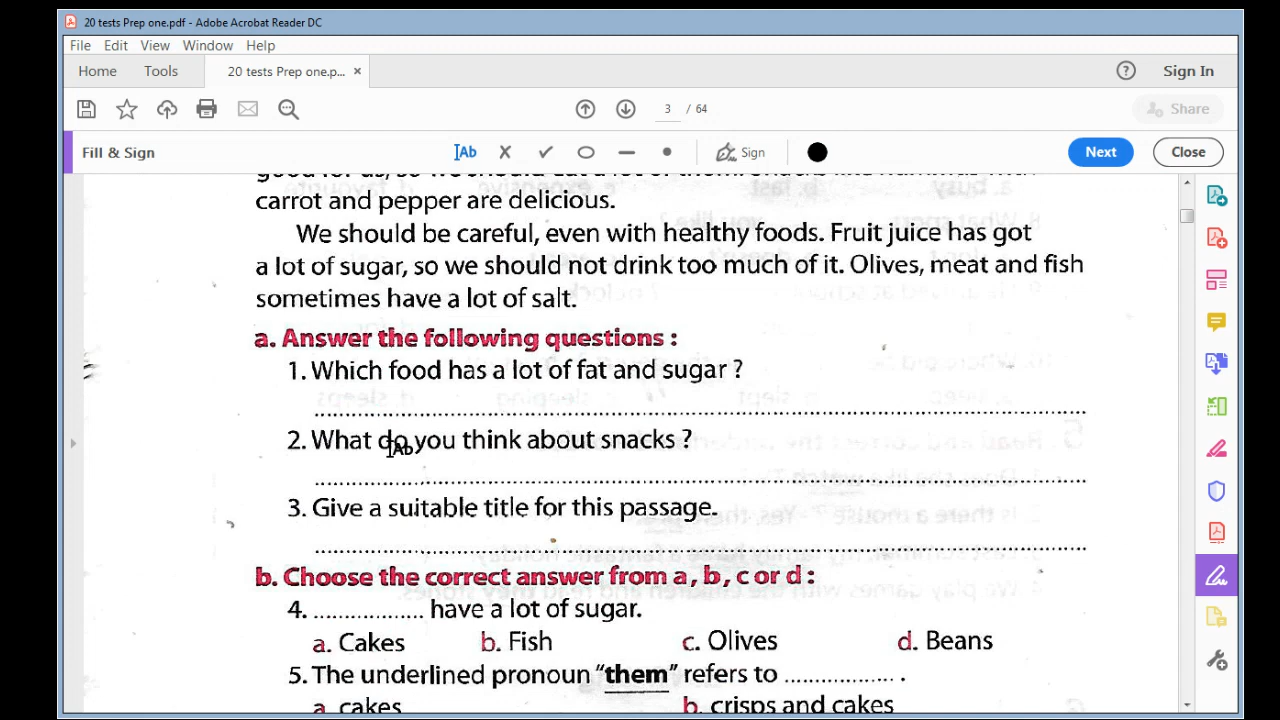 20 tests Prep one.pdf - Adobe Acrobat Reader DC
File Edit View Window Help
Home Tools 20 tests Prep one.p... × Sign In
3 / 64 Share
Fill & Sign Ab Sign Next Close
carrot and pepper are delicious.
We should be careful, even with healthy foods. Fruit juice has got
a lot of sugar, so we should not drink too much of it. Olives, meat and fish
sometimes have a lot of salt.
a. Answer the following questions :
1. Which food has a lot of fat and sugar ?
2. What do you think about snacks ?
3. Give a suitable title for this passage.
b. Choose the correct answer from a , b , c or d :
4. ................. have a lot of sugar.
a. Cakes b. Fish c. Olives d. Beans
5. The underlined pronoun “them” refers to ................. .
a. cakes b. crisps and cakes